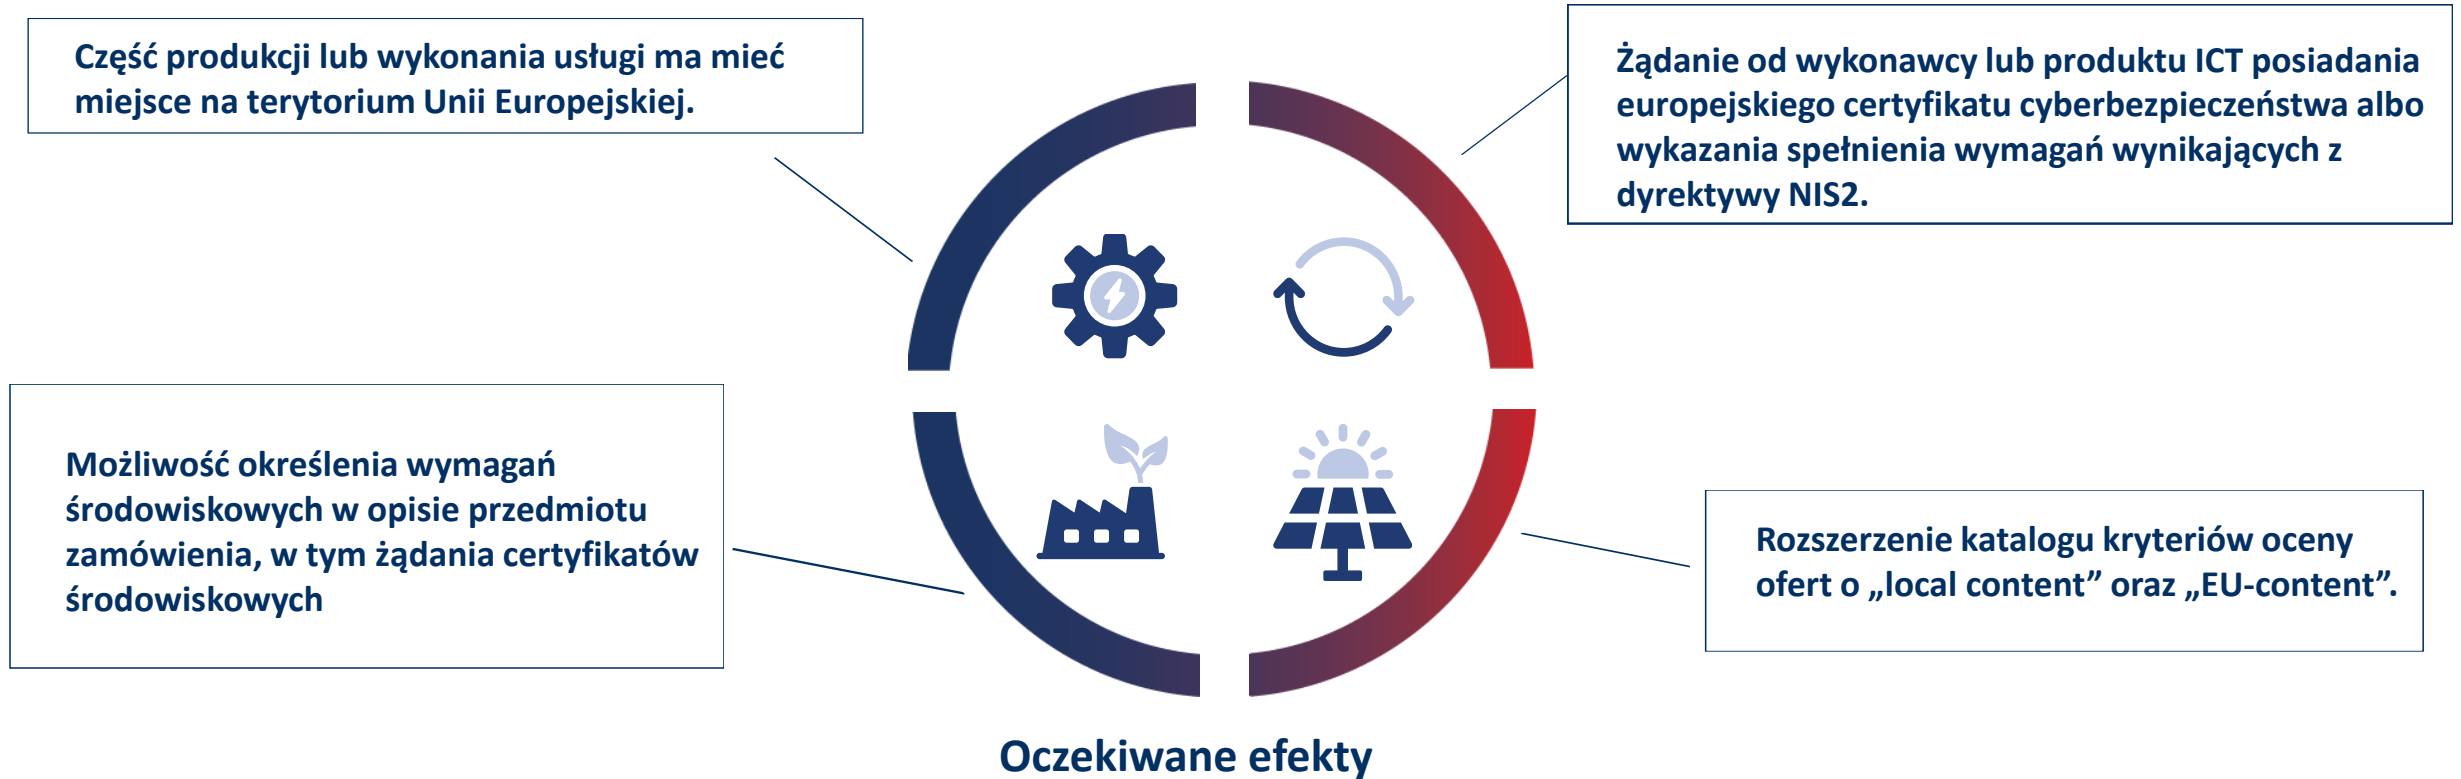 Część produkcji lub wykonania usługi ma mieć
miejsce na terytorium Unii Europejskiej.
Żądanie od wykonawcy lub produktu ICT posiadania
europejskiego certyfikatu cyberbezpieczeństwa albo
wykazania spełnienia wymagań wynikających z
dyrektywy NIS2.
Możliwość określenia wymagań
środowiskowych w opisie przedmiotu
zamówienia, w tym żądania certyfikatów
środowiskowych
Rozszerzenie katalogu kryteriów oceny
ofert o „local content” oraz „EU-content”.
Oczekiwane efekty